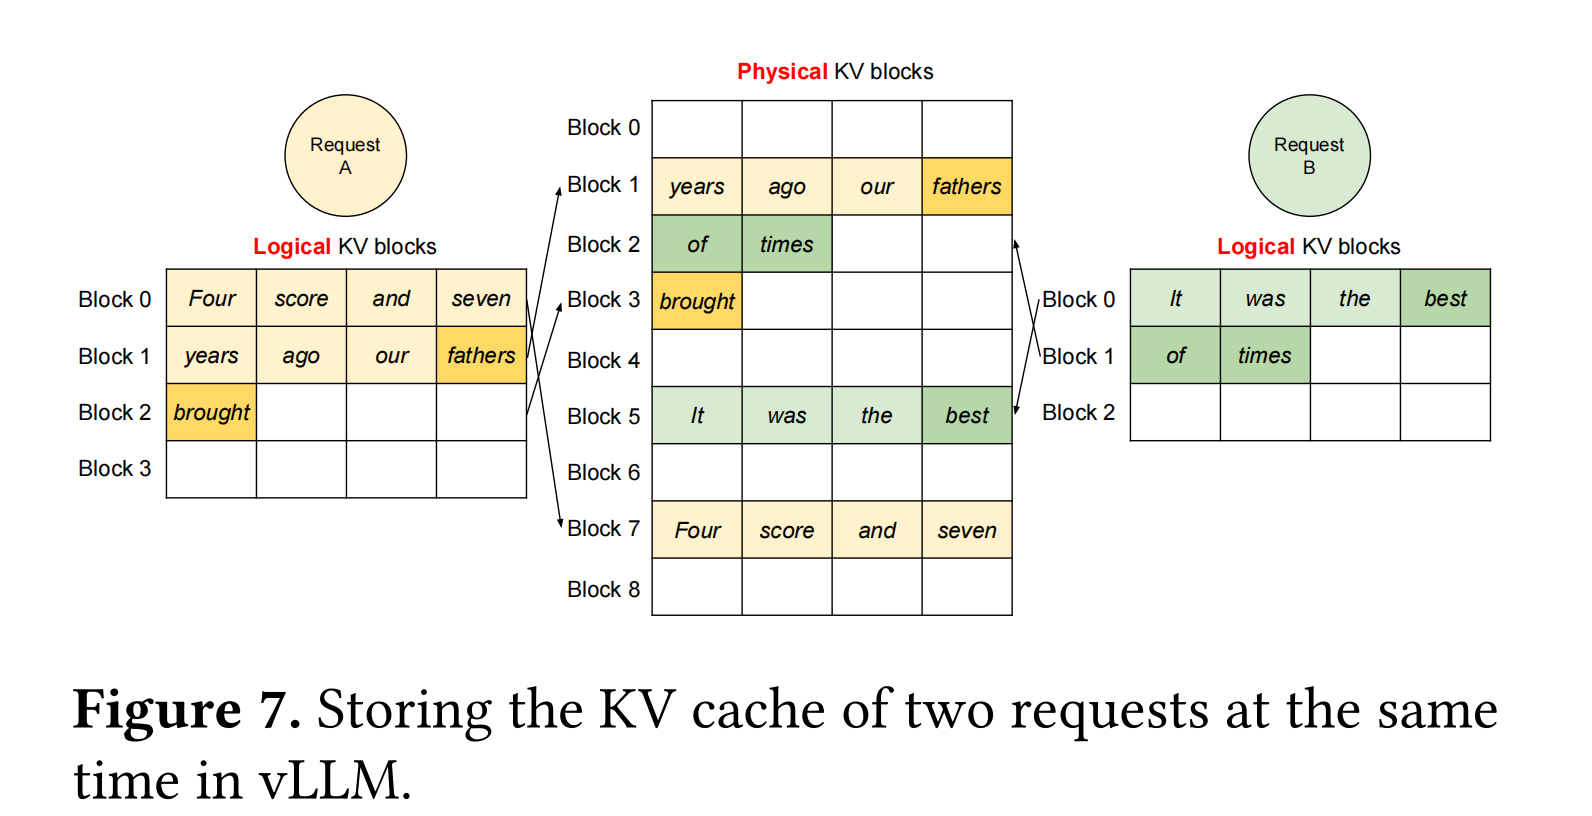 Physical KV blocks
Request
A
Logical KV blocks
Block 0 Four score and seven
Block 1 years ago our fathers
Block 2 brought
Block 3
Block 0
Block 1 years ago our fathers
Block 2 of times
Block 3 brought
Block 4
Block 5 It was the best
Block 6
Block 7 Four score and seven
Block 8
Request
B
Logical KV blocks
Block 0 It was the best
Block 1 of times
Block 2
Figure 7. Storing the KV cache of two requests at the same
time in vLLM.